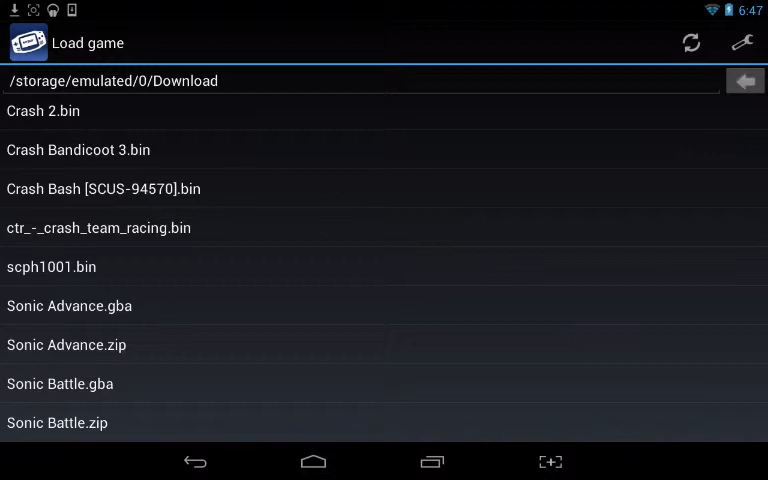 6:47
Load game
/storage/emulated/0/Download
Crash 2.bin
Crash Bandicoot 3.bin
Crash Bash [SCUS-94570].bin
ctr_-_crash_team_racing.bin
scph1001.bin
Sonic Advance.gba
Sonic Advance.zip
Sonic Battle.gba
Sonic Battle.zip